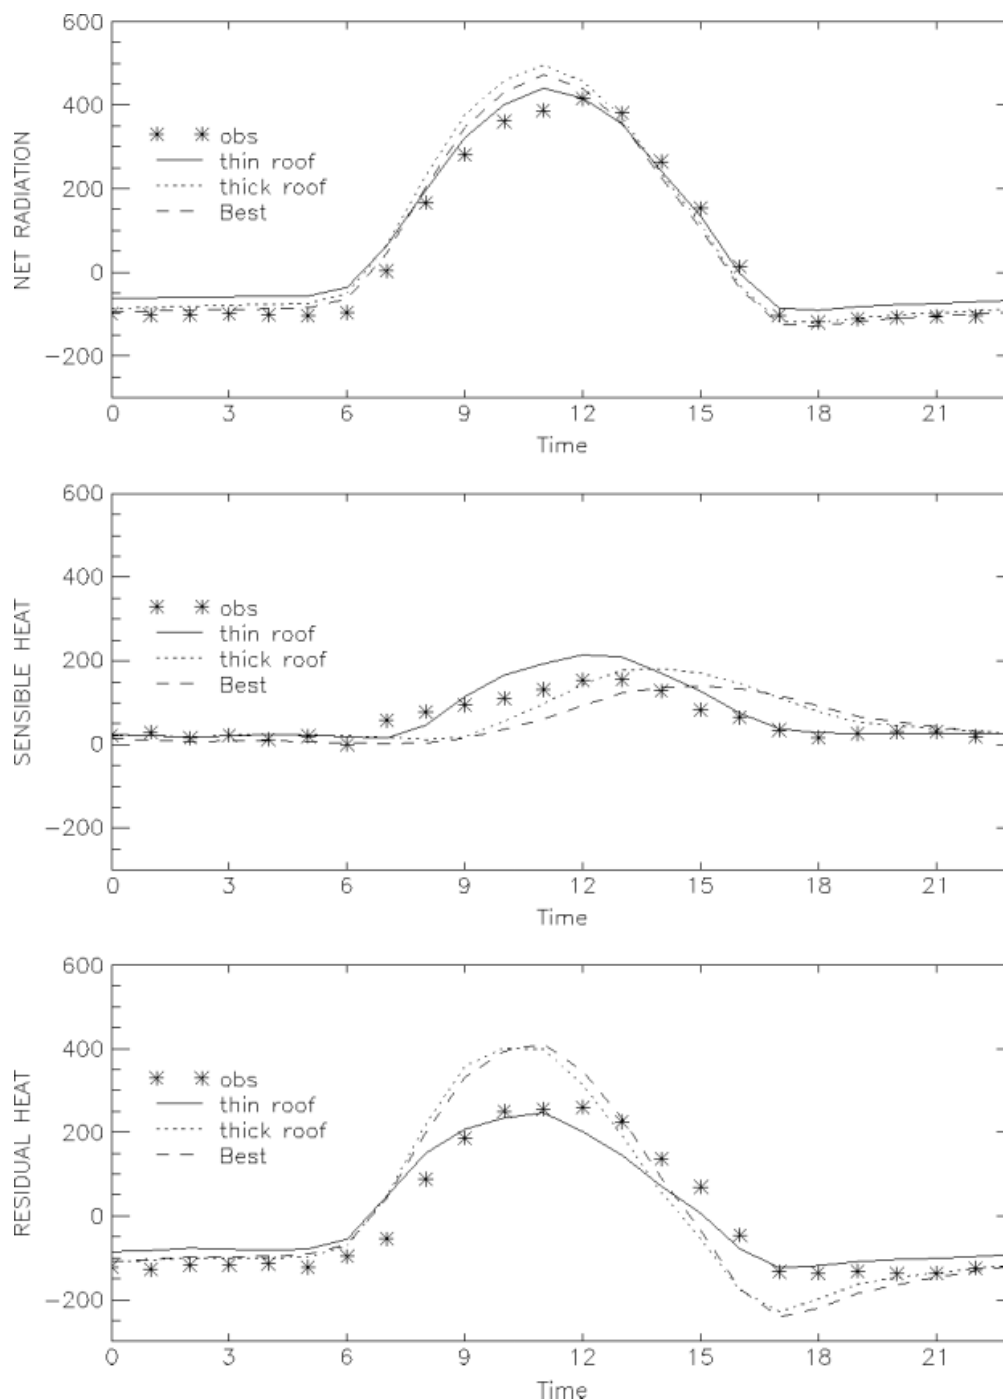 600
400
200
0
−200
NET RADIATION
obs
thin roof
thick roof
Best
0 3 6 9 12 15 18 21
Time
600
400
200
0
−200
SENSIBLE HEAT
obs
thin roof
thick roof
Best
0 3 6 9 12 15 18 21
Time
600
400
200
0
−200
RESIDUAL HEAT
obs
thin roof
thick roof
Best
0 3 6 9 12 15 18 21
Time